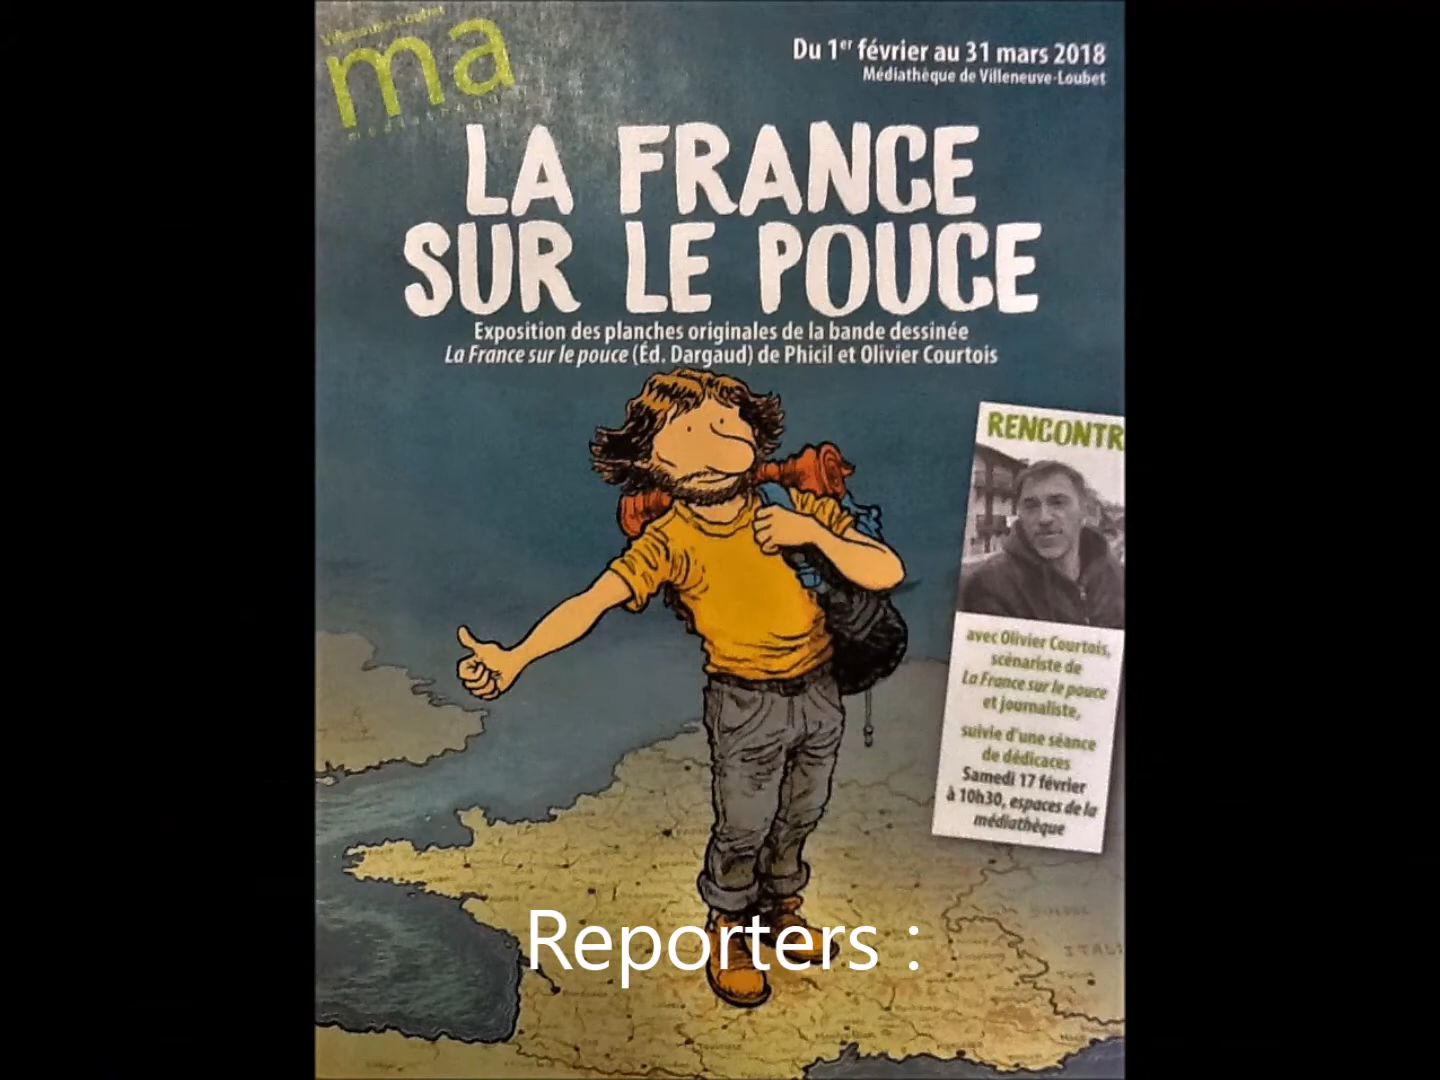 Villeneuve-Loubet
ma
Du 1er février au 31 mars 2018
Médiathèque de Villeneuve-Loubet
LA FRANCE
SUR LE POUCE
Exposition des planches originales de la bande dessinée
La France sur le pouce (Éd. Dargaud) de Phicil et Olivier Courtois
RENCONTR
avec Olivier Courtois,
scénariste de
La France sur le pouce
et journaliste,
suivie d'une séance
de dédicaces
Samedi 17 février
à 10h30, espaces de la
médiathèque
Reporters :